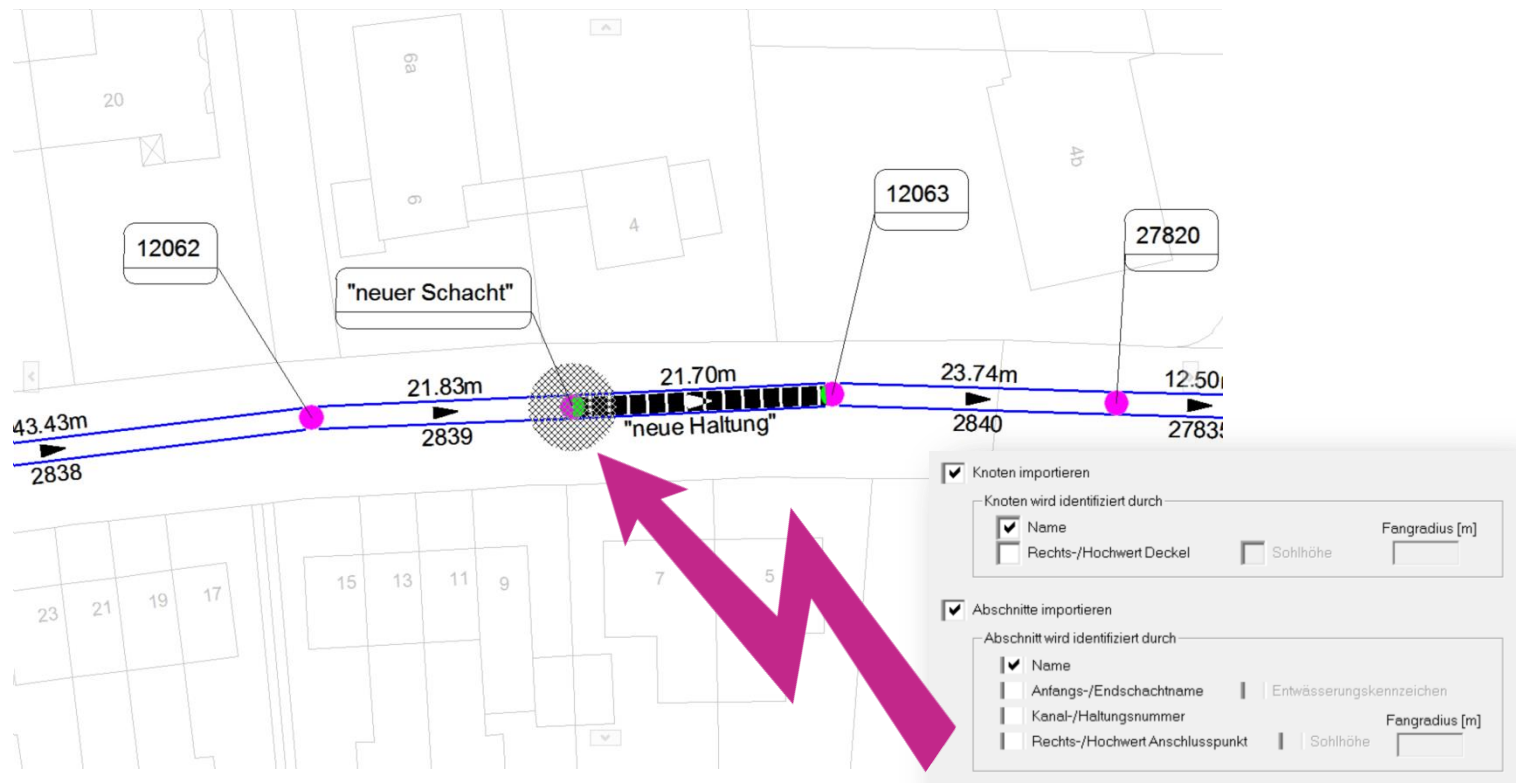 6a
20
6
4
4b
12062
"neuer Schacht"
12063
27820
43.43m
2838
21.83m
2839
21.70m
"neue Haltung"
23.74m
2840
12.50
2783
23
21
19
17
15
13
11
9
7
5
Knoten importieren
Knoten wird identifiziert durch
Name
Fangradius [m]
Rechts-/Hochwert Deckel
Sohlhöhe
Abschnitte importieren
Abschnitt wird identifiziert durch
Name
Anfangs-/Endschachtname
Entwässerungskennzeichen
Kanal-/Haltungsnummer
Fangradius [m]
Rechts-/Hochwert Anschlusspunkt
Sohlhöhe